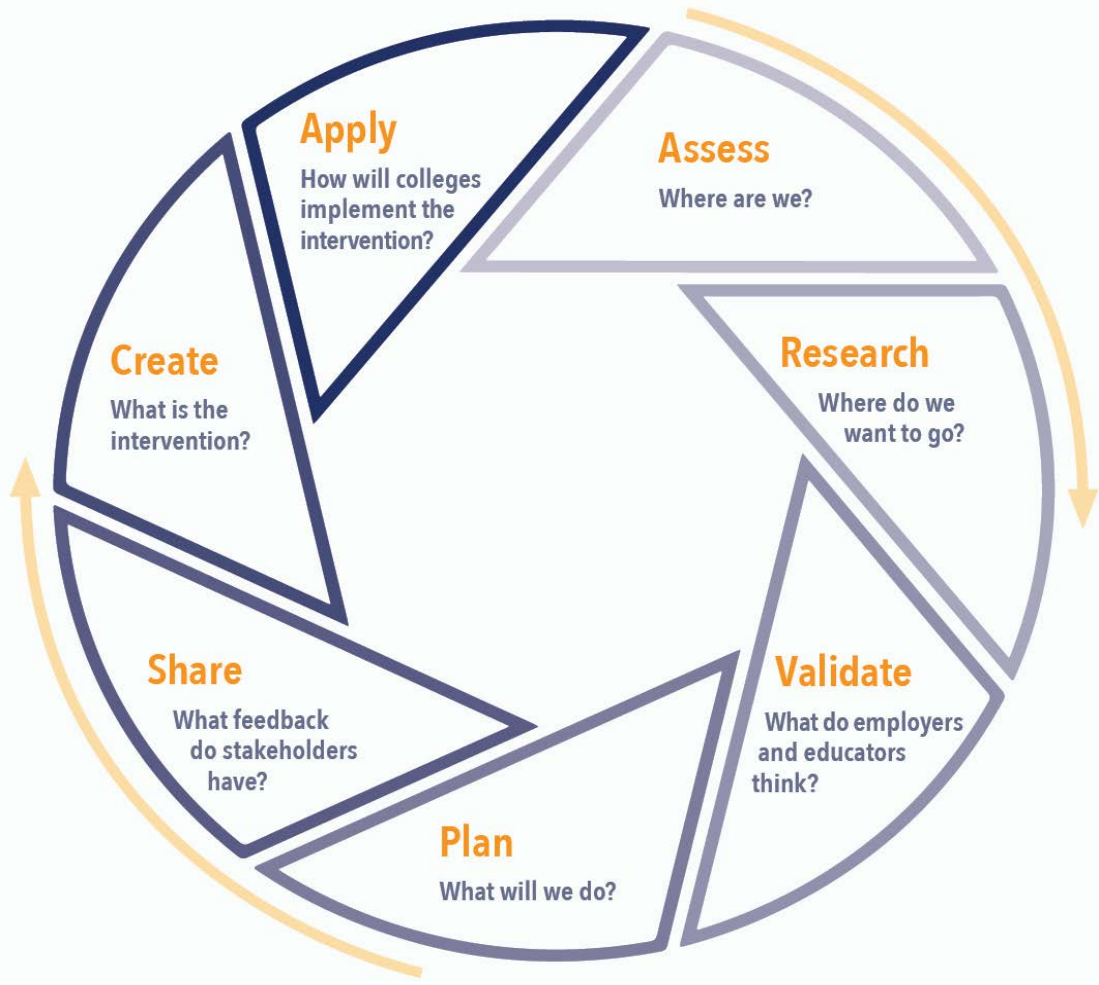 Assess
Where are we?
Research
Where do we
want to go?
Validate
What do employers
and educators
think?
Plan
What will we do?
Share
What feedback
do stakeholders
have?
Create
What is the
intervention?
Apply
How will colleges
implement the
intervention?